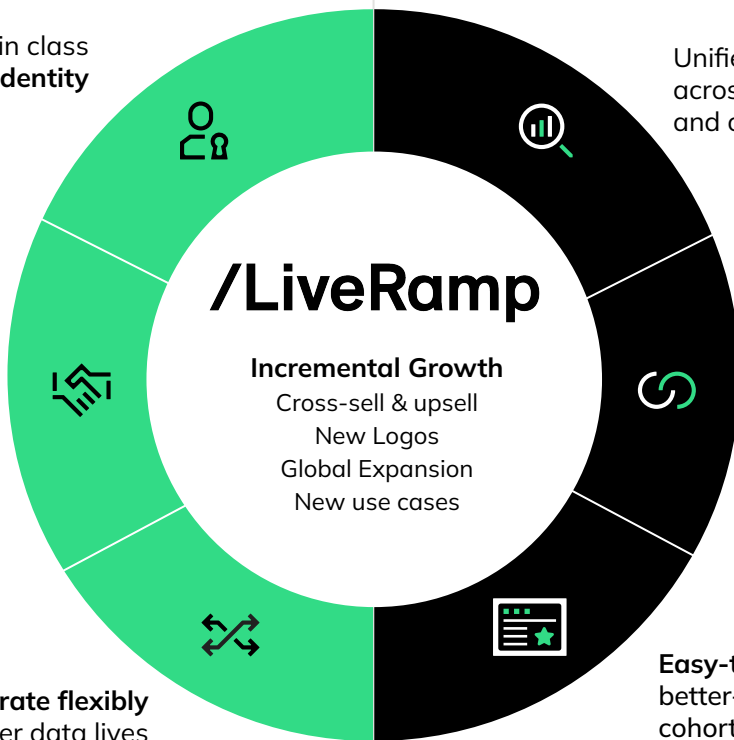 in class
dentity
Unifie
acros
and
/LiveRamp
Incremental Growth
Cross-sell & upsell
New Logos
Global Expansion
New use cases
rate flexibly
er data lives
Easy-t
better-
cohort